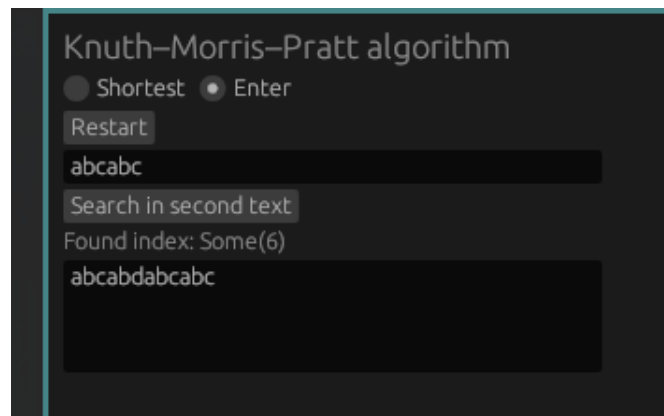 Knuth–Morris–Pratt algorithm
Shortest Enter
Restart
abcabc
Search in second text
Found index: Some(6)
abcabdabcabc